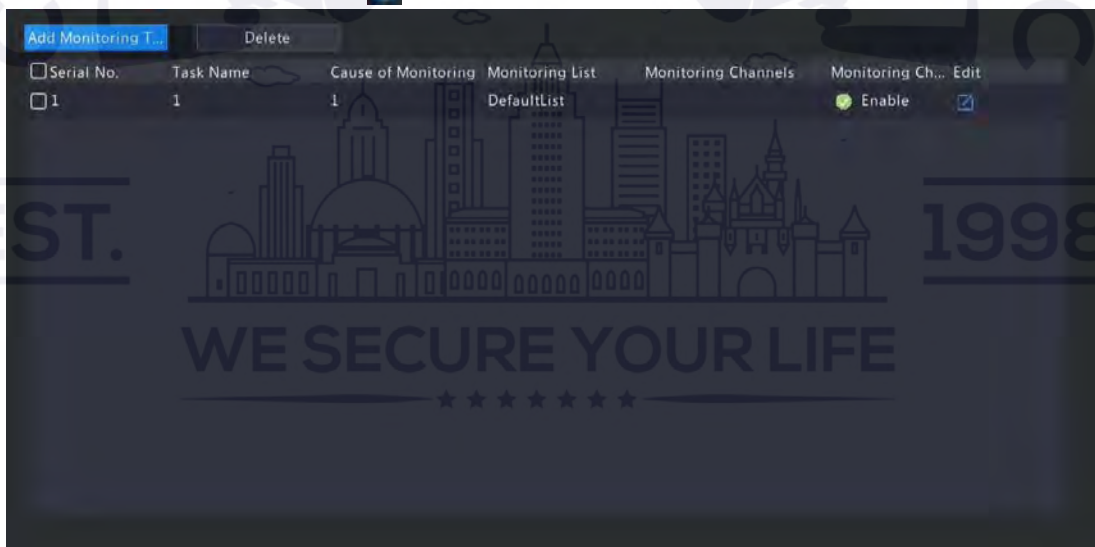 Add Monitoring T... Delete
Serial No. Task Name Cause of Monitoring Monitoring List Monitoring Channels Monitoring Ch... Edit
1 1 1 DefaultList Enable
EST. 1998
WE SECURE YOUR LIFE